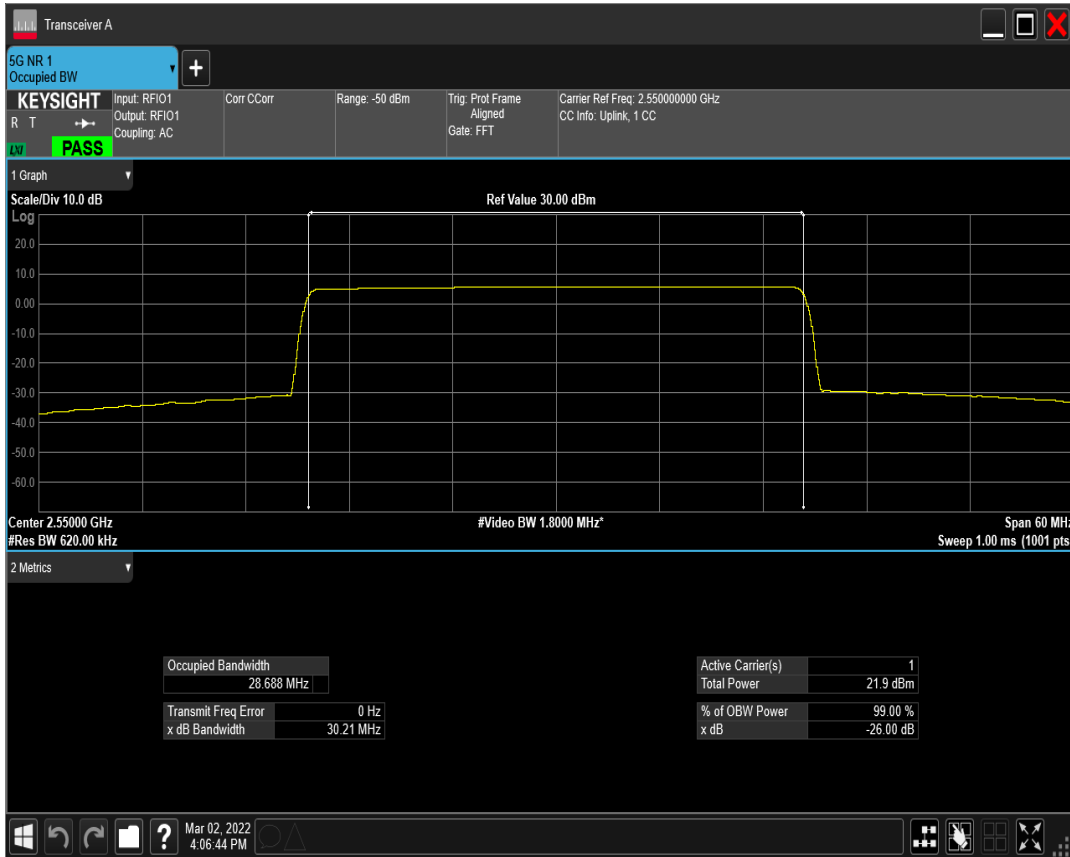 Transceiver A
5G NR 1
Occupied BW
KEYSIGHT
R T
LXI
PASS
Input: RFIO1
Output: RFIO1
Coupling: AC
Corr CCorr
Range: -50 dBm
Trig: Prot Frame
Aligned
Gate: FFT
Carrier Ref Freq: 2.550000000 GHz
CC Info: Uplink, 1 CC
1 Graph
Scale/Div 10.0 dB
Ref Value 30.00 dBm
Log
20.0
10.0
0.00
-10.0
-20.0
-30.0
-40.0
-50.0
-60.0
Center 2.55000 GHz
#Video BW 1.8000 MHz*
Span 60 MHz
#Res BW 620.00 kHz
Sweep 1.00 ms (1001 pts
2 Metrics
Occupied Bandwidth
28.688 MHz
Transmit Freq Error 0 Hz
x dB Bandwidth 30.21 MHz
Active Carrier(s) 1
Total Power 21.9 dBm
% of OBW Power 99.00 %
x dB -26.00 dB
?
Mar 02, 2022
4:06:44 PM